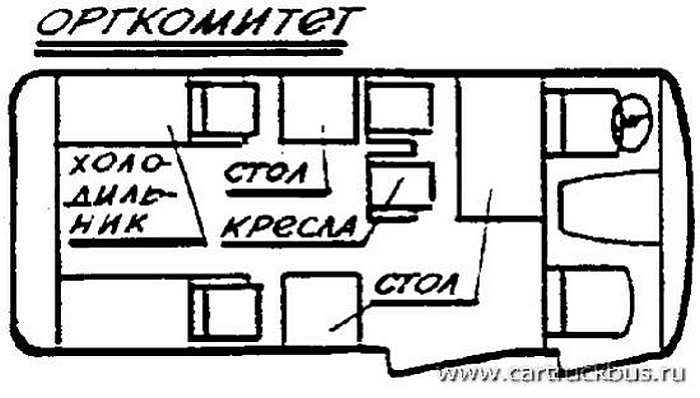 ОРГКОМИТЕТ
ХОЛО-
ДИЛЬ-
НИК
СТОЛ
КРЕСЛА
СТОЛ
www.cartruckbus.ru